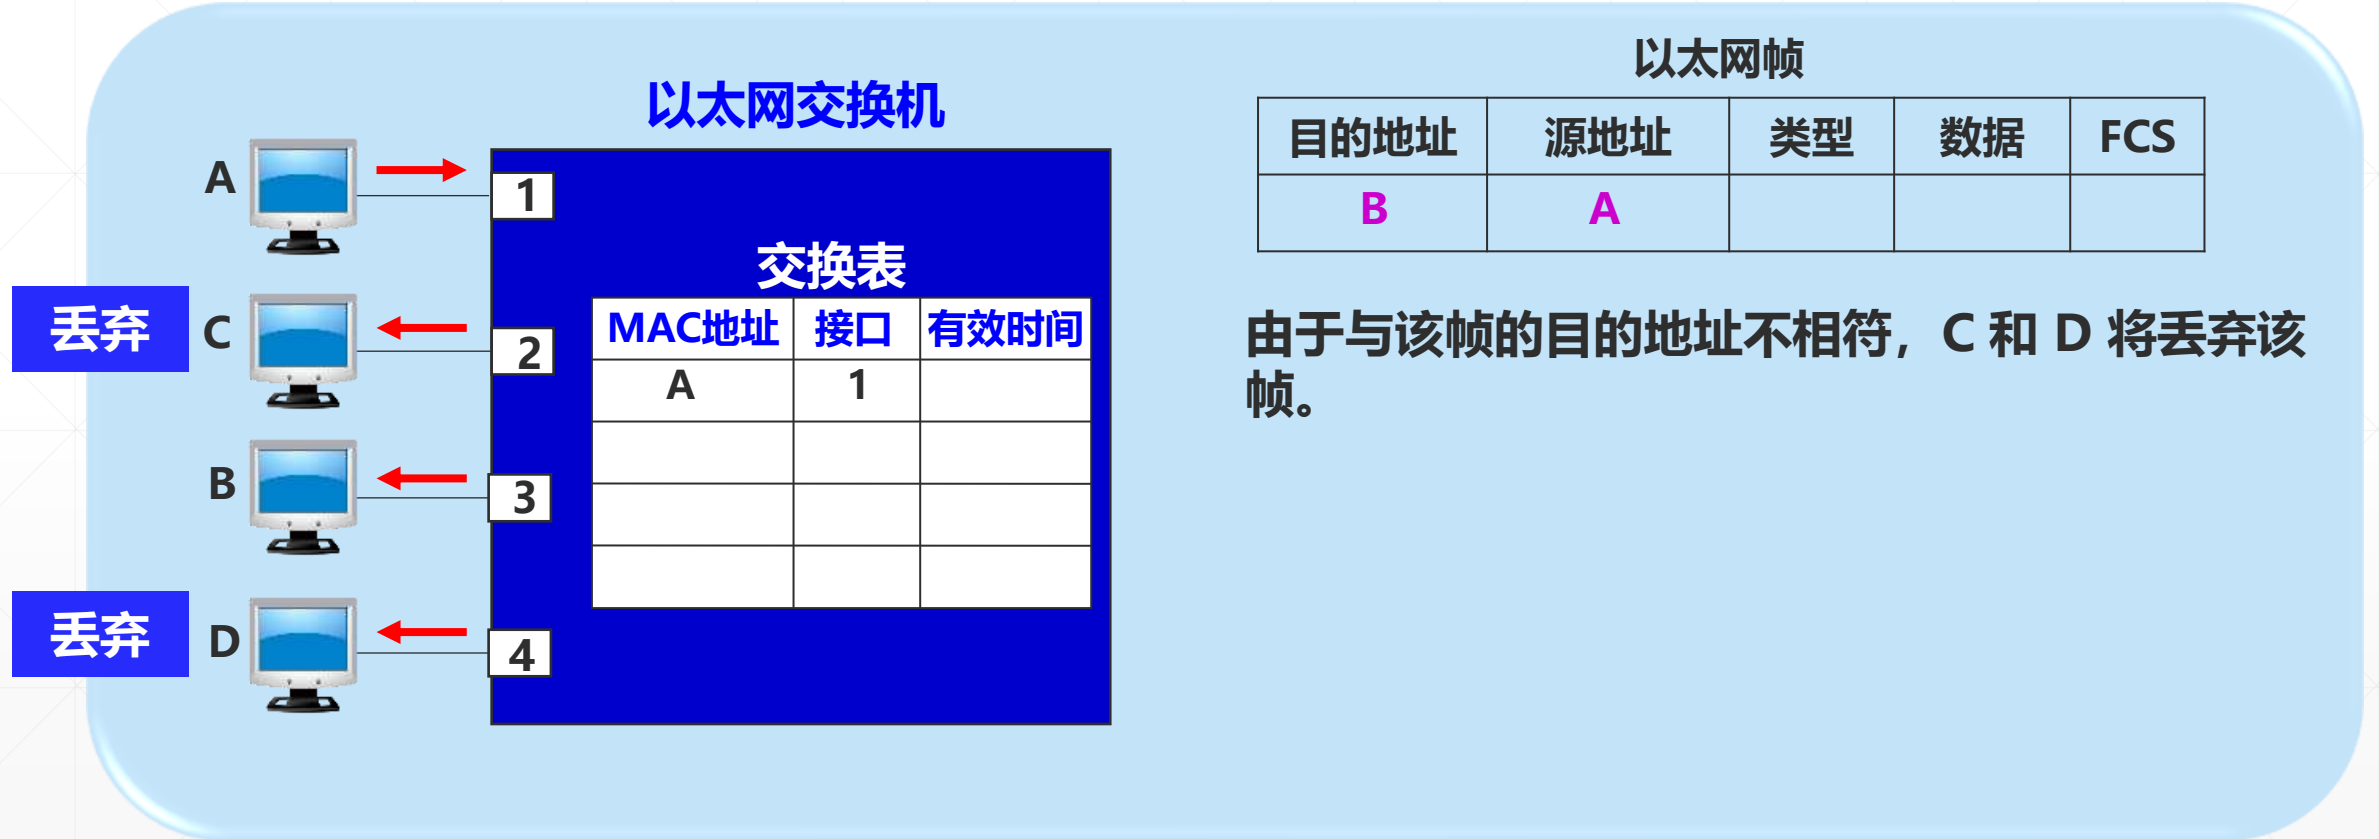 以太网交换机
A
1
丢弃
C
2
B
3
丢弃
D
4
交换表
MAC地址 接口 有效时间
A 1
以太网帧
目的地址 源地址 类型 数据 FCS
B A
由于与该帧的目的地址不相符，C 和 D 将丢弃该
帧。